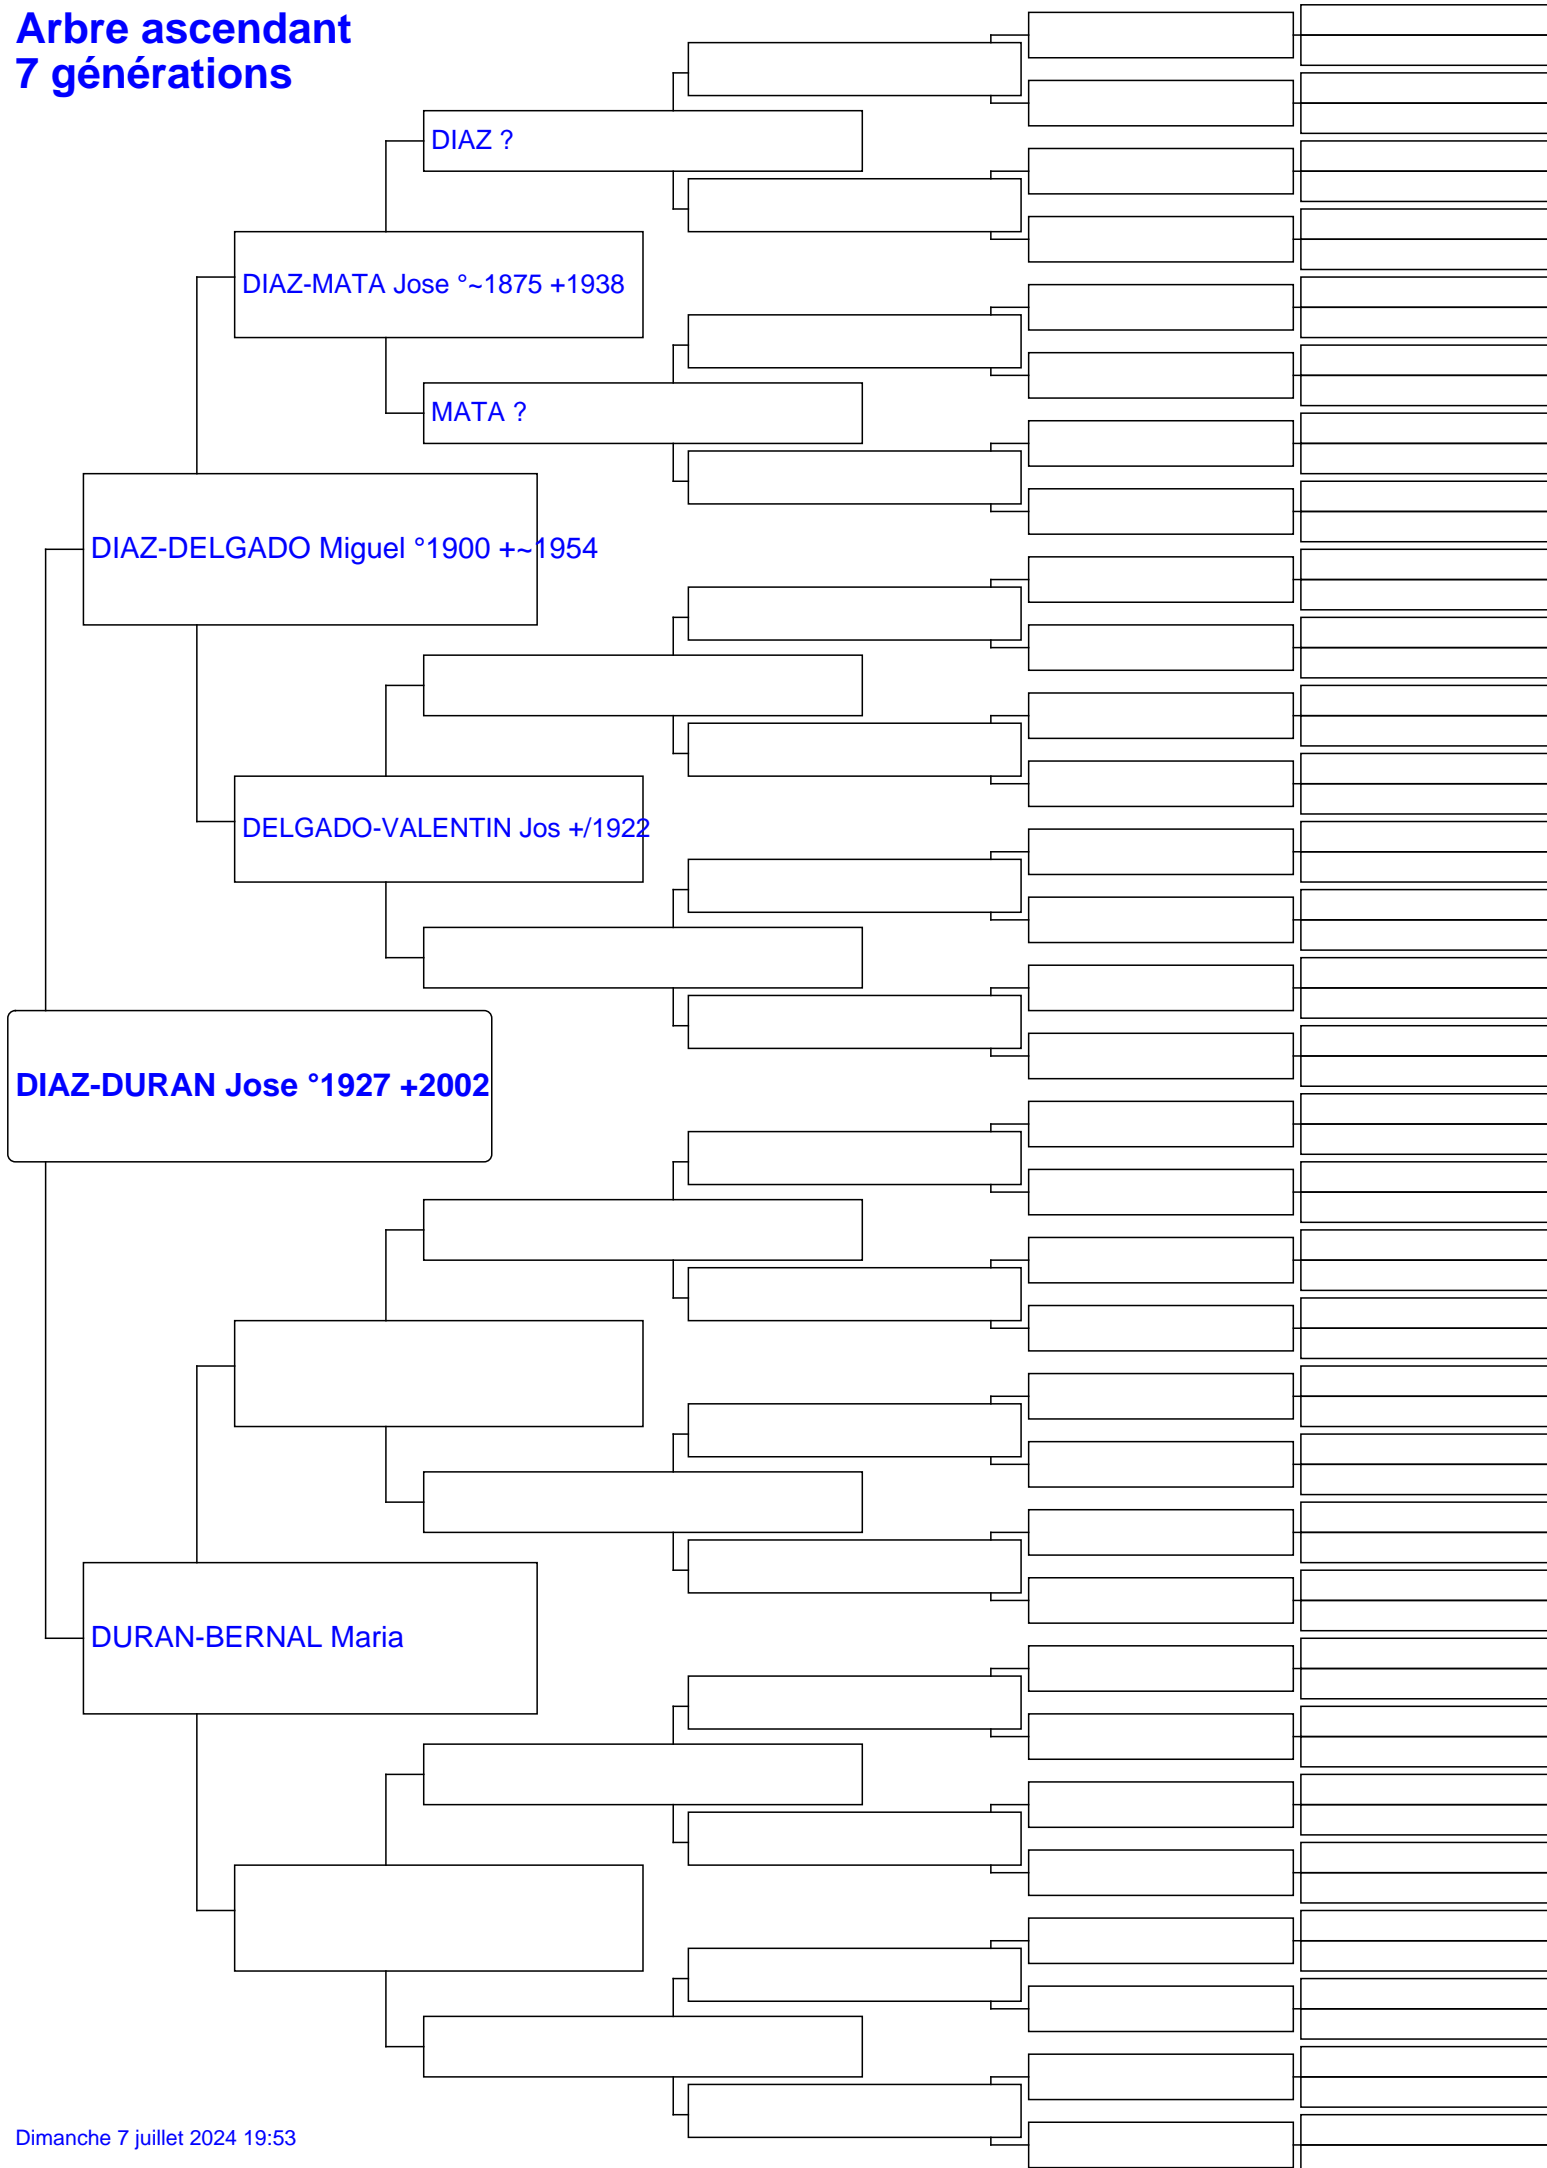 Arbre ascendant
7 générations
DIAZ ?
DIAZ-MATA Jose °~1875 +1938
MATA ?
DIAZ-DELGADO Miguel °1900 +~1954
DELGADO-VALENTIN Jos +/1922
DIAZ-DURAN Jose °1927 +2002
DURAN-BERNAL Maria
Dimanche 7 juillet 2024 19:53